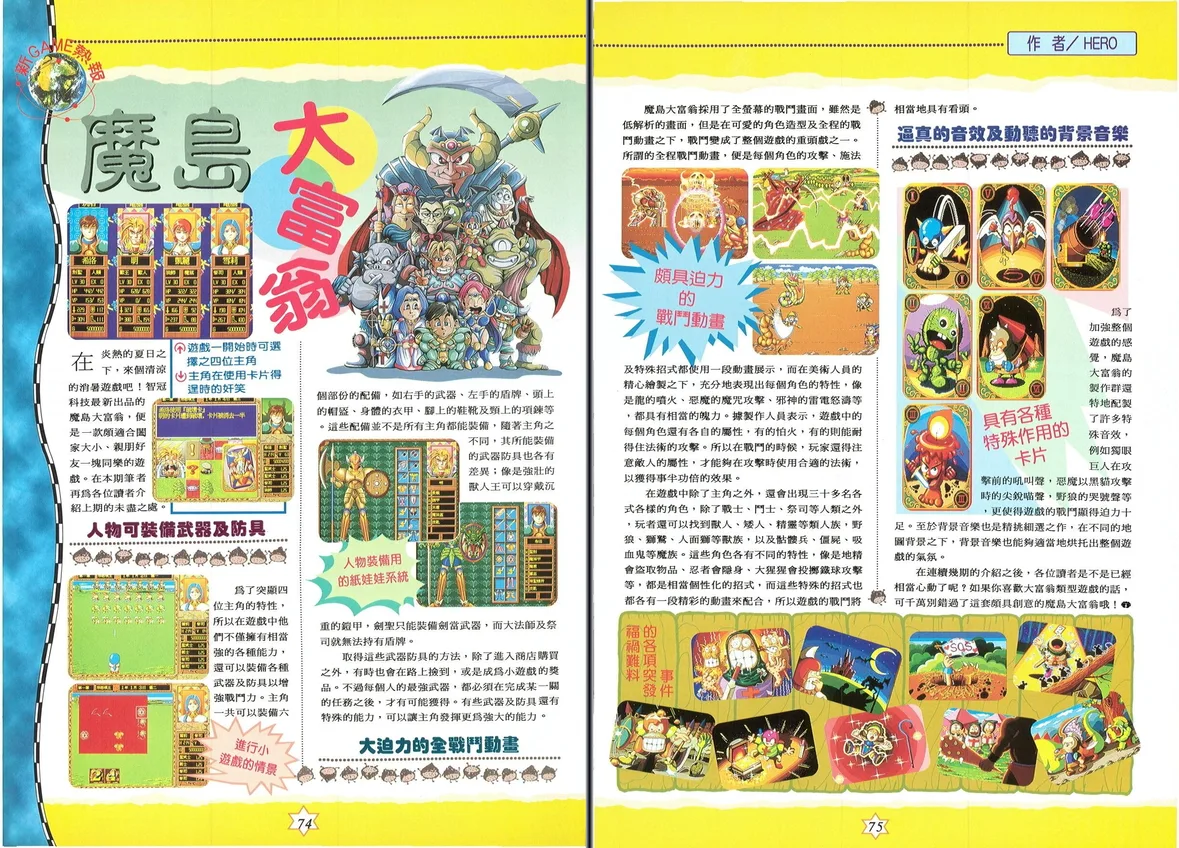 新GAME熱報
魔島
大富翁
希洛
雪利
遊戲一開始時可選
擇之四位主角
主角在使用卡片得
逞時的奸笑
在炎熱的夏日之
下，來個清涼
的消暑遊戲吧！智冠
科技最新出品的
魔島大富翁，便
是一款頗適合闔
家大小、親朋好
友一塊同樂的遊
戲。在本期筆者
再為各位讀者介
紹上期的未盡之處。
人物可裝備武器及防具
為了突顯四
位主角的特性，
所以在遊戲中他
們不僅擁有相當
強的各種能力，
還可以裝備各種
武器及防具以增
強戰鬥力。主角
一共可以裝備六
進行小
遊戲的情景
個部份的配備，如右手的武器、左手的盾牌、頭上
的帽盔、身體的衣甲、腳上的鞋靴及頸上的項鍊等
。這些配備並不是所有主角都能裝備，隨著主角之
不同，其所能裝備
的武器防具也各有
差異；像是強壯的
獸人王可以穿戴沉
人物裝備用
的紙娃娃系統
重的鎧甲，劍聖只能裝備劍當武器，而大法師及祭
司就無法持有盾牌。
取得這些武器防具的方法，除了進入商店購買
之外，有時也會在路上撿到，或是成為小遊戲的獎
品。不過每個人的最強武器，都必須在完成某一關
的任務之後，才有可能獲得。有些武器及防具還有
特殊的能力，可以讓主角發揮更為強大的能力。
大迫力的全戰鬥動畫
74
作 者／HERO
魔島大富翁採用了全螢幕的戰鬥畫面，雖然是
低解析的畫面，但是在可愛的角色造型及全程的戰
鬥動畫之下，戰鬥變成了整個遊戲的重頭戲之一。
所謂的全程戰鬥動畫，便是每個角色的攻擊、施法
頗具迫力
的
戰鬥動畫
及特殊招式都使用一段動畫展示，而在美術人員的
精心繪製之下，充分地表現出每個角色的特性，像
是龍的噴火、惡魔的魔咒攻擊、邪神的雷電怒濤等
，都具有相當的魄力。據製作人員表示，遊戲中的
每個角色還有各自的屬性，有的怕火，有的則能耐
得住法術的攻擊。所以在戰鬥的時候，玩家還得注
意敵人的屬性，才能夠在攻擊時使用合適的法術，
以獲得事半功倍的效果。
在遊戲中除了主角之外，還會出現三十多名各
式各樣的角色，除了戰士、鬥士、祭司等人類之外
，玩者還可以找到獸人、矮人、精靈等類人族，野
狼、獅鷲、人面獅等獸族，以及骷髏兵、僵屍、吸
血鬼等魔族。這些角色各有不同的特性，像是地精
會盜取物品、忍者會隱身、大猩猩會投擲鐵球攻擊
等，都是相當個性化的招式，而這些特殊的招式也
都各有一段精彩的動畫來配合，所以遊戲的戰鬥將
相當地具有看頭。
逼真的音效及動聽的背景音樂
具有各種
特殊作用的
卡片
為了
加強整個
遊戲的感
覺，魔島
大富翁的
製作群還
特地配製
了許多特
殊音效，
例如獨眼
巨人在攻
擊前的吼叫聲，惡魔以黑貓攻擊
時的尖銳喵聲，野狼的哭號聲等
，更使得遊戲的戰鬥顯得迫力十
足。至於背景音樂也是精挑細選之作，在不同的地
圖背景之下，背景音樂也能夠適當地烘托出整個遊
戲的氣氛。
在連續幾期的介紹之後，各位讀者是不是已經
相當心動了呢？如果你喜歡大富翁類型遊戲的話，
可千萬別錯過了這套頗具創意的魔島大富翁哦！
福禍難料
的各項突發
事件
SOS
75